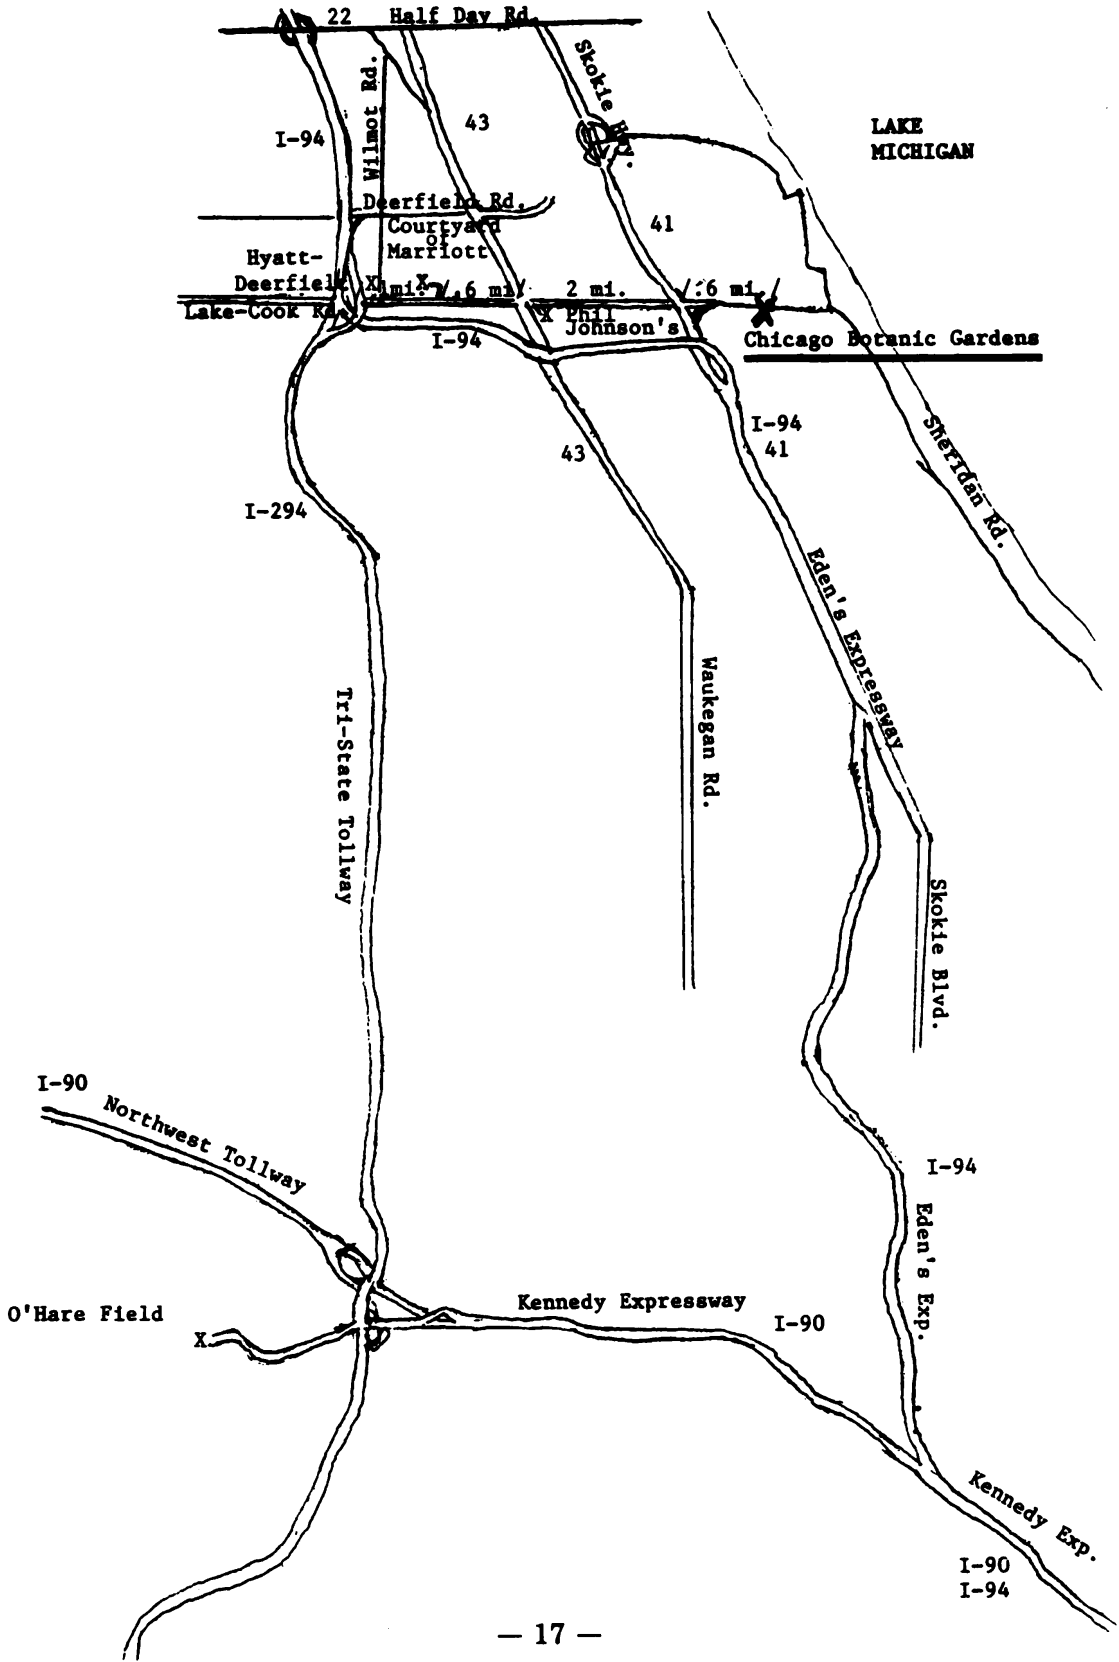 22 Half Day Rd.
Skokie Hwy.
Wilmot Rd.
43
I-94
LAKE
MICHIGAN
Deerfield Rd.
41
Courtyard
of
Marriott
Hyatt-
Deerfield X X
1mi. / .6 mi / 2 mi. / .6 mi. /
Lake-Cook Rd. X Phil
Johnson's
I-94
Chicago Botanic Gardens
I-94
41
43
Sheridan Rd.
I-294
Eden's Expressway
Waukegan Rd.
Tri-State Tollway
Skokie Blvd.
I-90
Northwest Tollway
I-94
Eden's Exp.
O'Hare Field
X
Kennedy Expressway
I-90
Kennedy Exp.
I-90
I-94
— 17 —